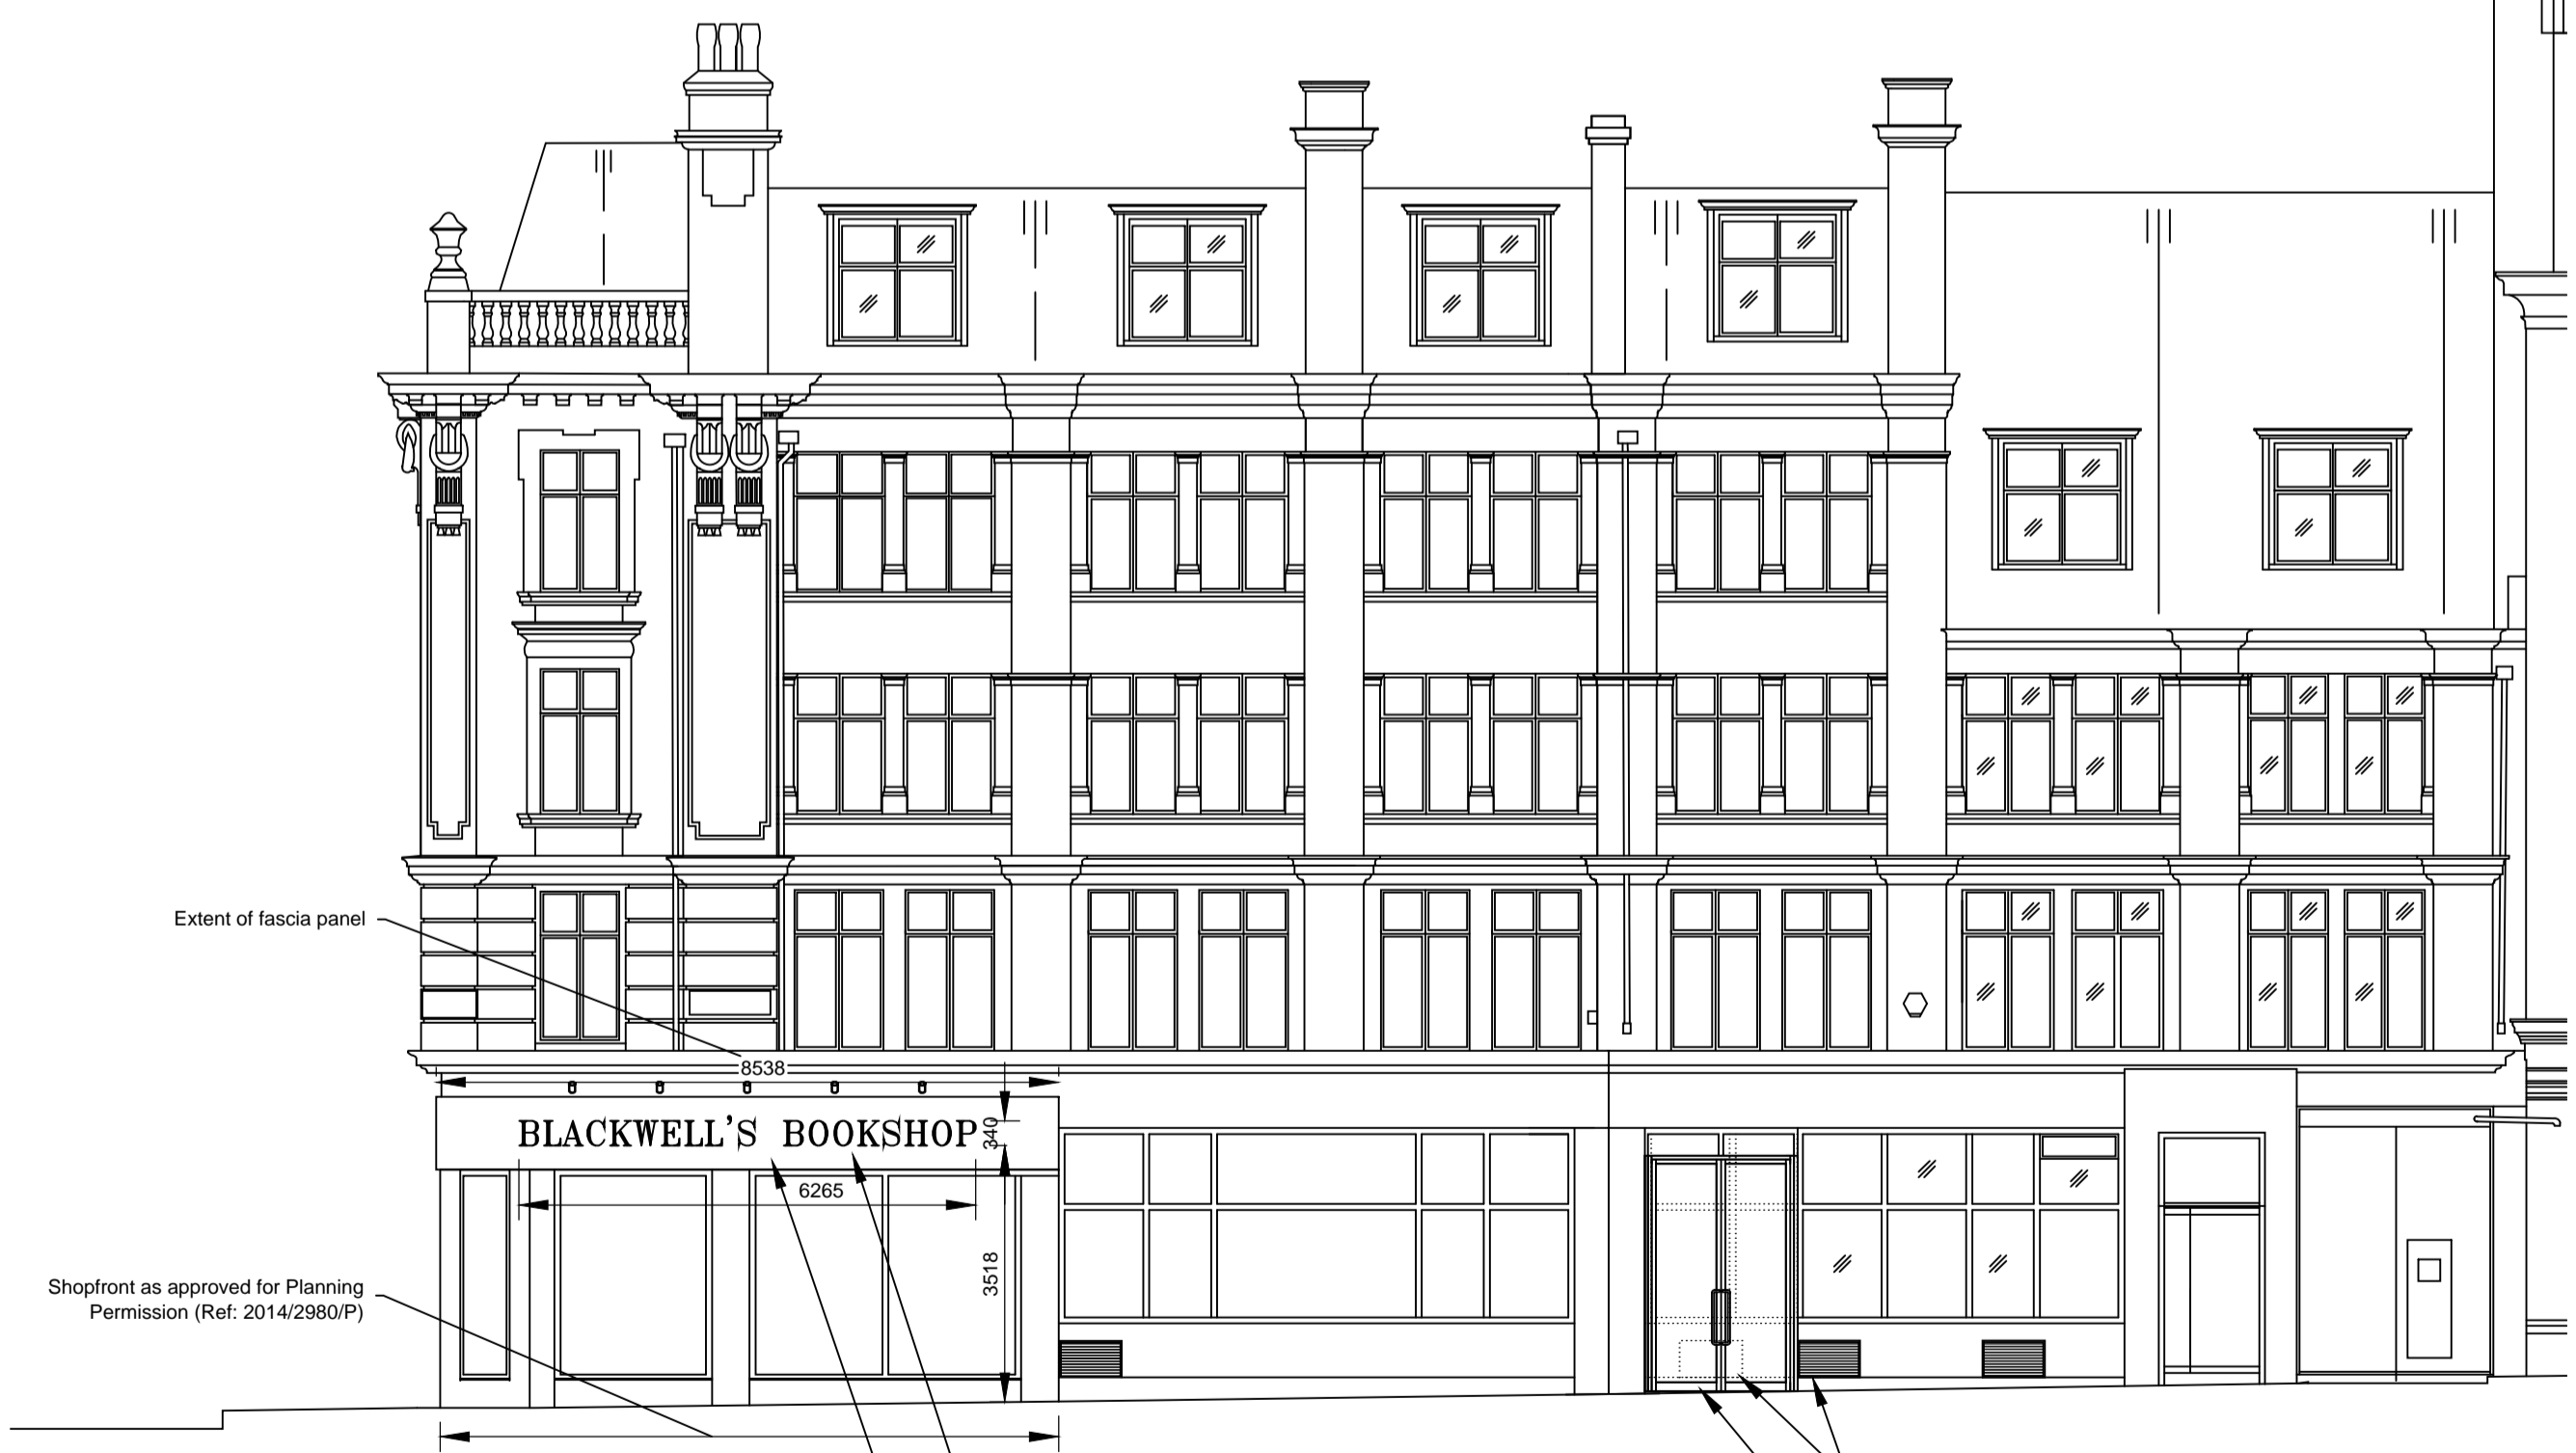 Extent of fascia panel
8538
BLACKWELL'S BOOKSHOP
340
6265
3518
Shopfront as approved for Planning
Permission (Ref: 2014/2980/P)